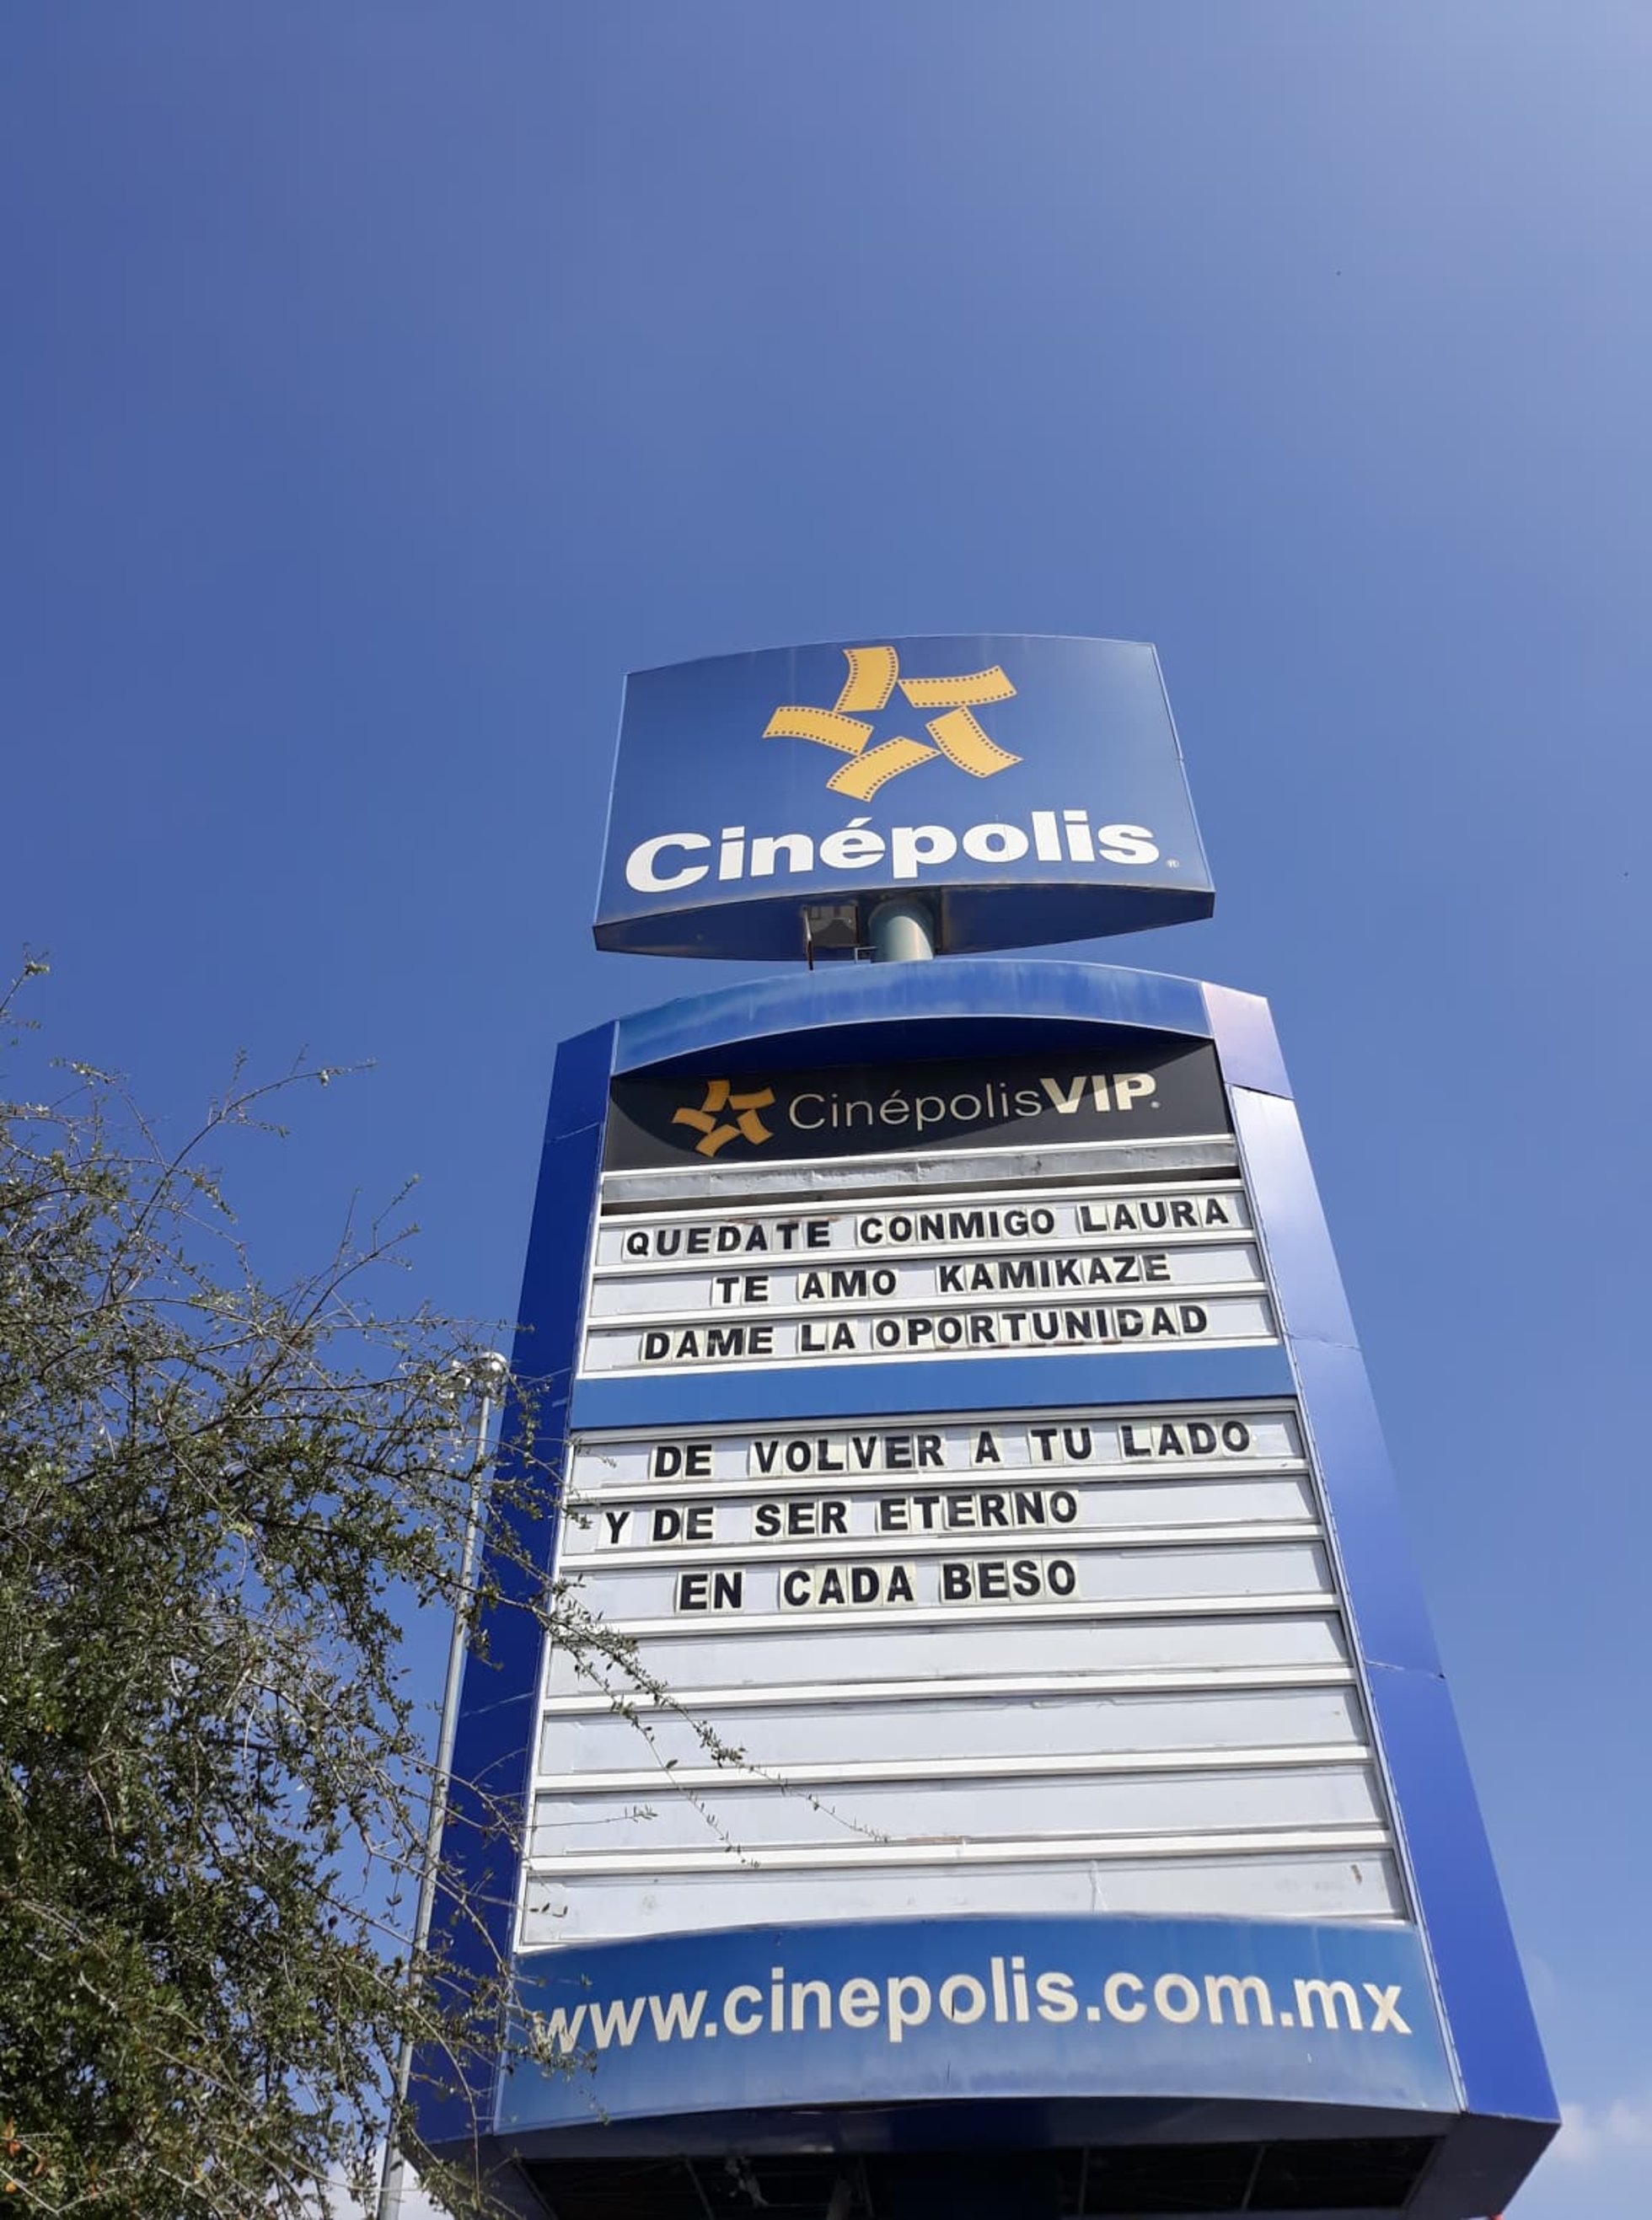 Cinépolis®
CinépolisVIP®
QUEDATE CONMIGO LAURA
TE AMO KAMIKAZE
DAME LA OPORTUNIDAD
DE VOLVER A TU LADO
Y DE SER ETERNO
EN CADA BESO
www.cinepolis.com.mx